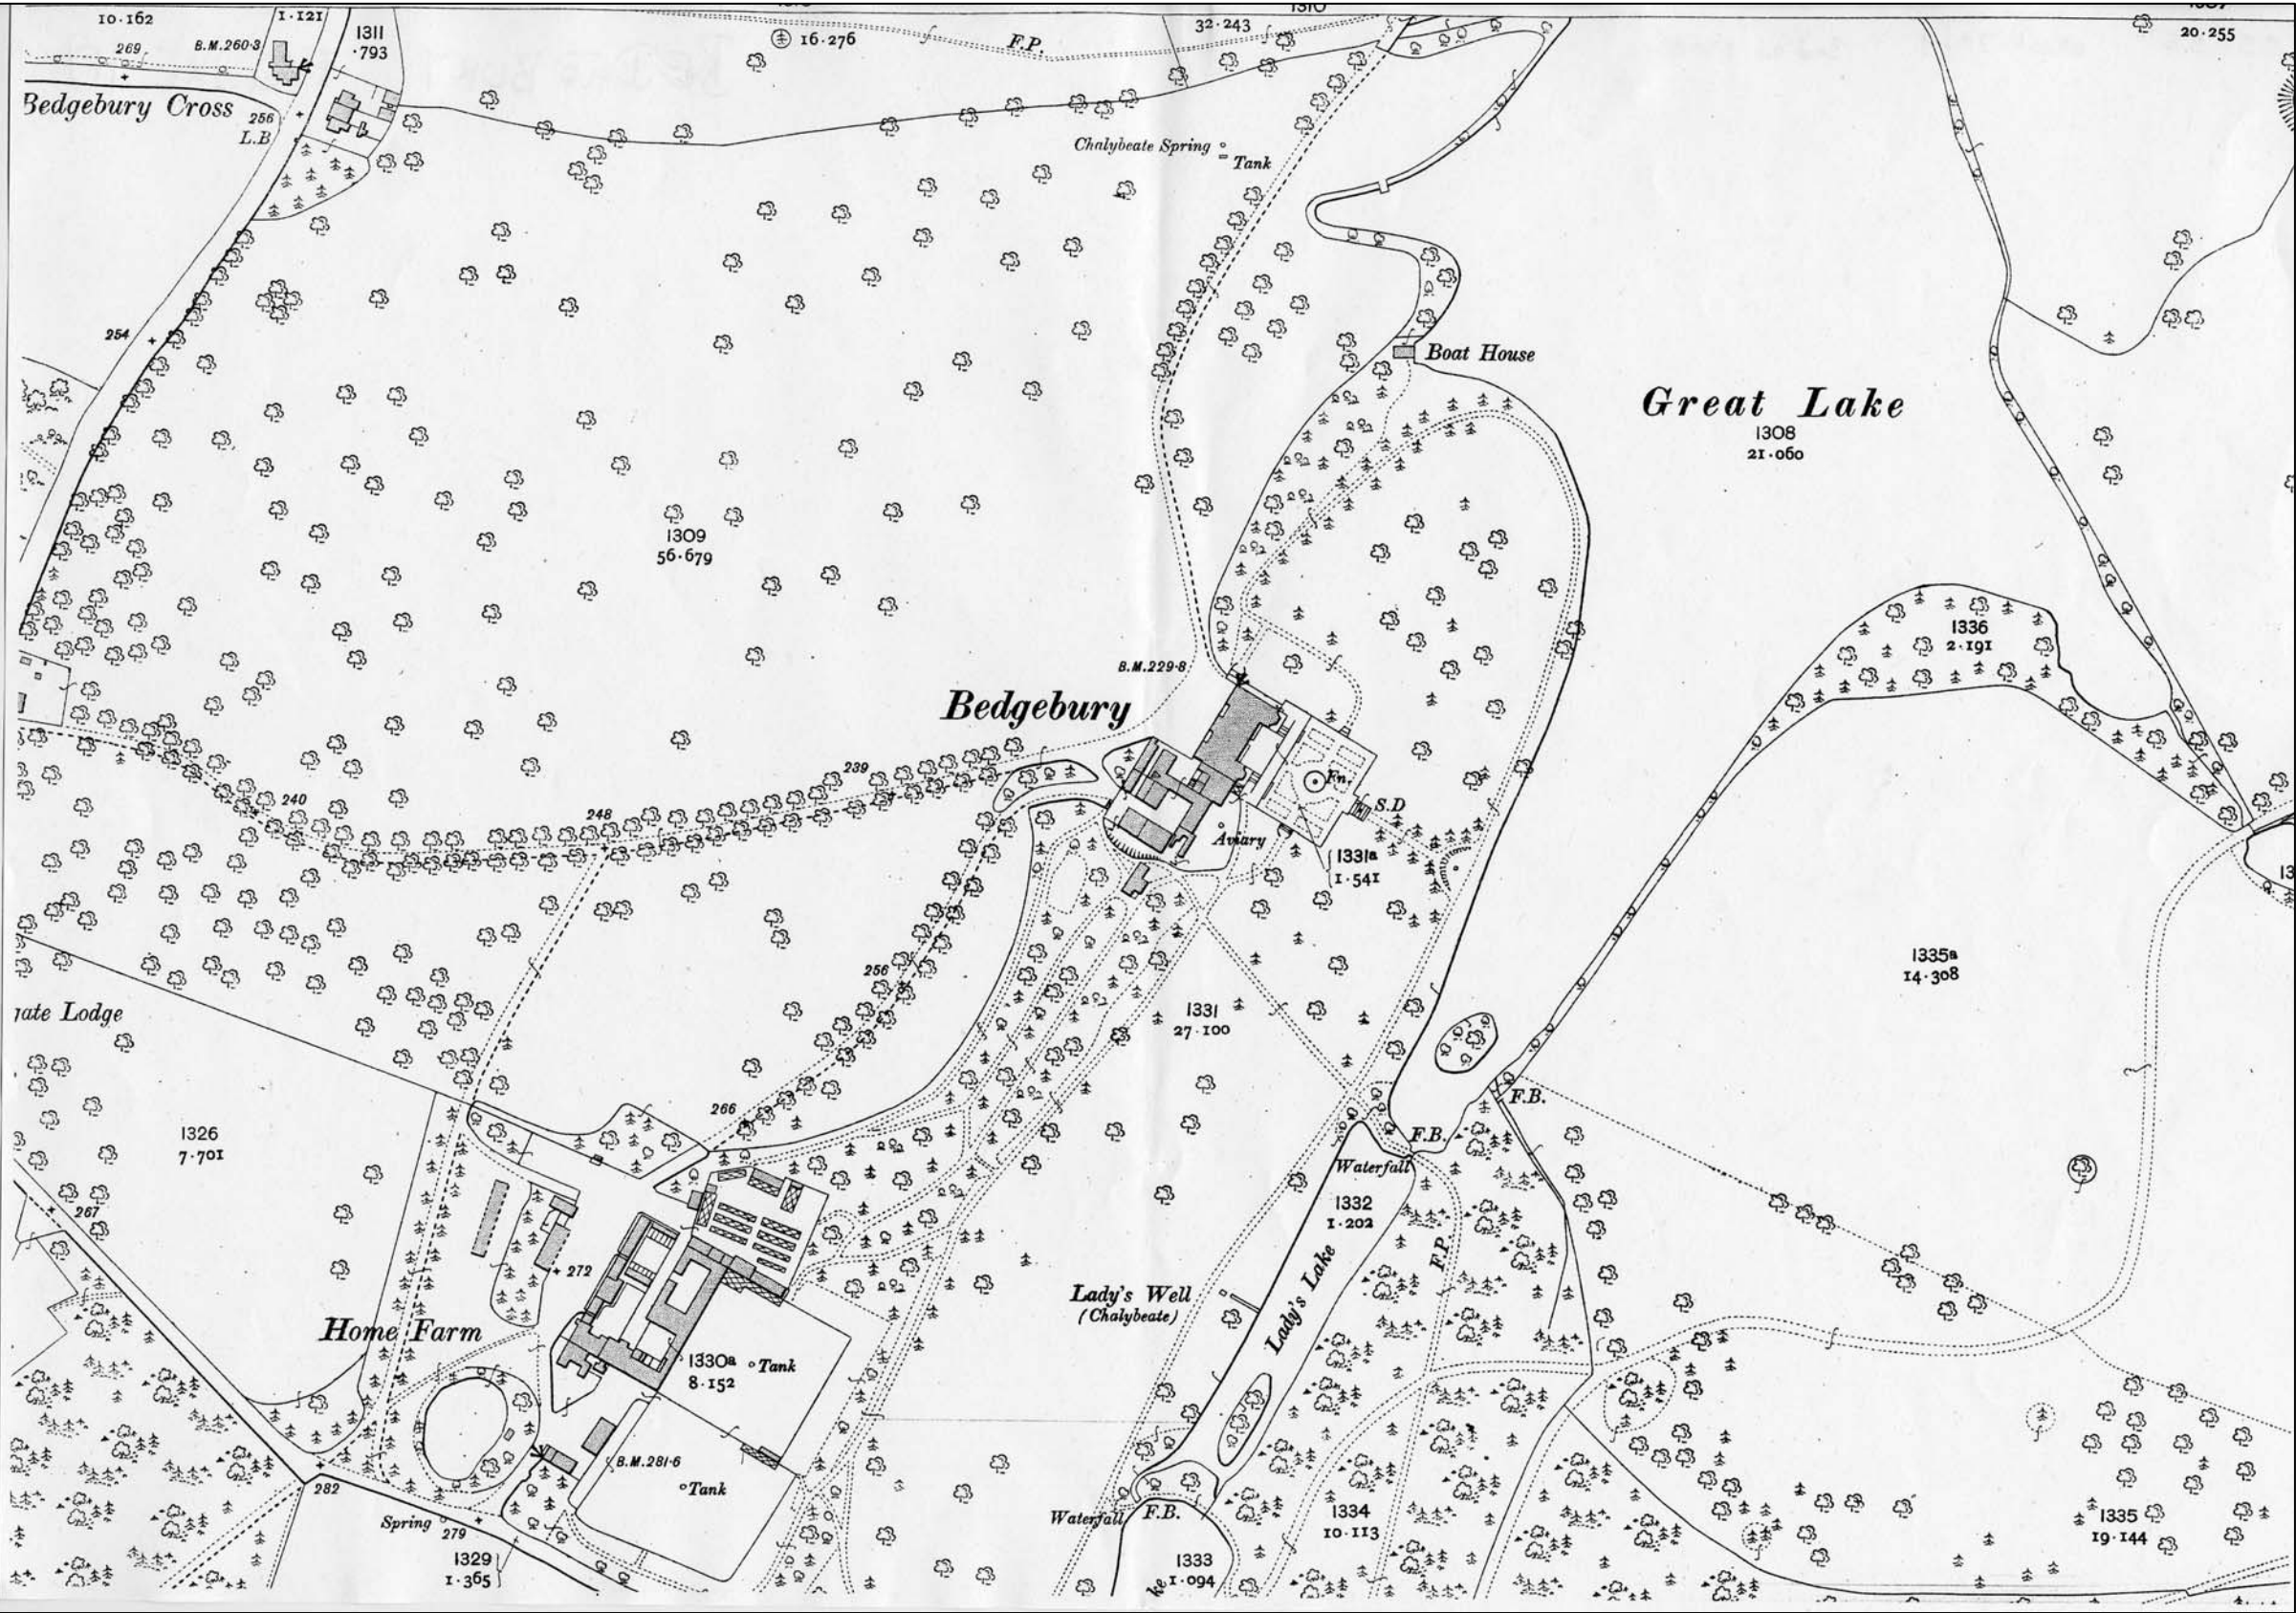 10·162
1·121
1311
·793
269
B.M.260·3
16·276
F.P.
32·243
1310
20·255
Bedgebury Cross
256
L.B
Chalybeate Spring
Tank
254
Boat House
Great Lake
1308
21·060
1309
56·679
1336
2·191
B.M.229·8
Bedgebury
239
240
248
Fn.
S.D
Aviary
1331a
1·541
256
1335a
14·308
gate Lodge
1331
27·100
266
F.B.
F.B.
Waterfall
1326
7·701
1332
1·202
267
272
F.P.
Lady's Well
(Chalybeate)
Lady's Lake
Home Farm
1330a
8·152
Tank
B.M.281·6
Tank
282
Spring
279
1329
1·365
Waterfall
F.B.
1334
10·113
1335
19·144
1333
1·094
ke
13